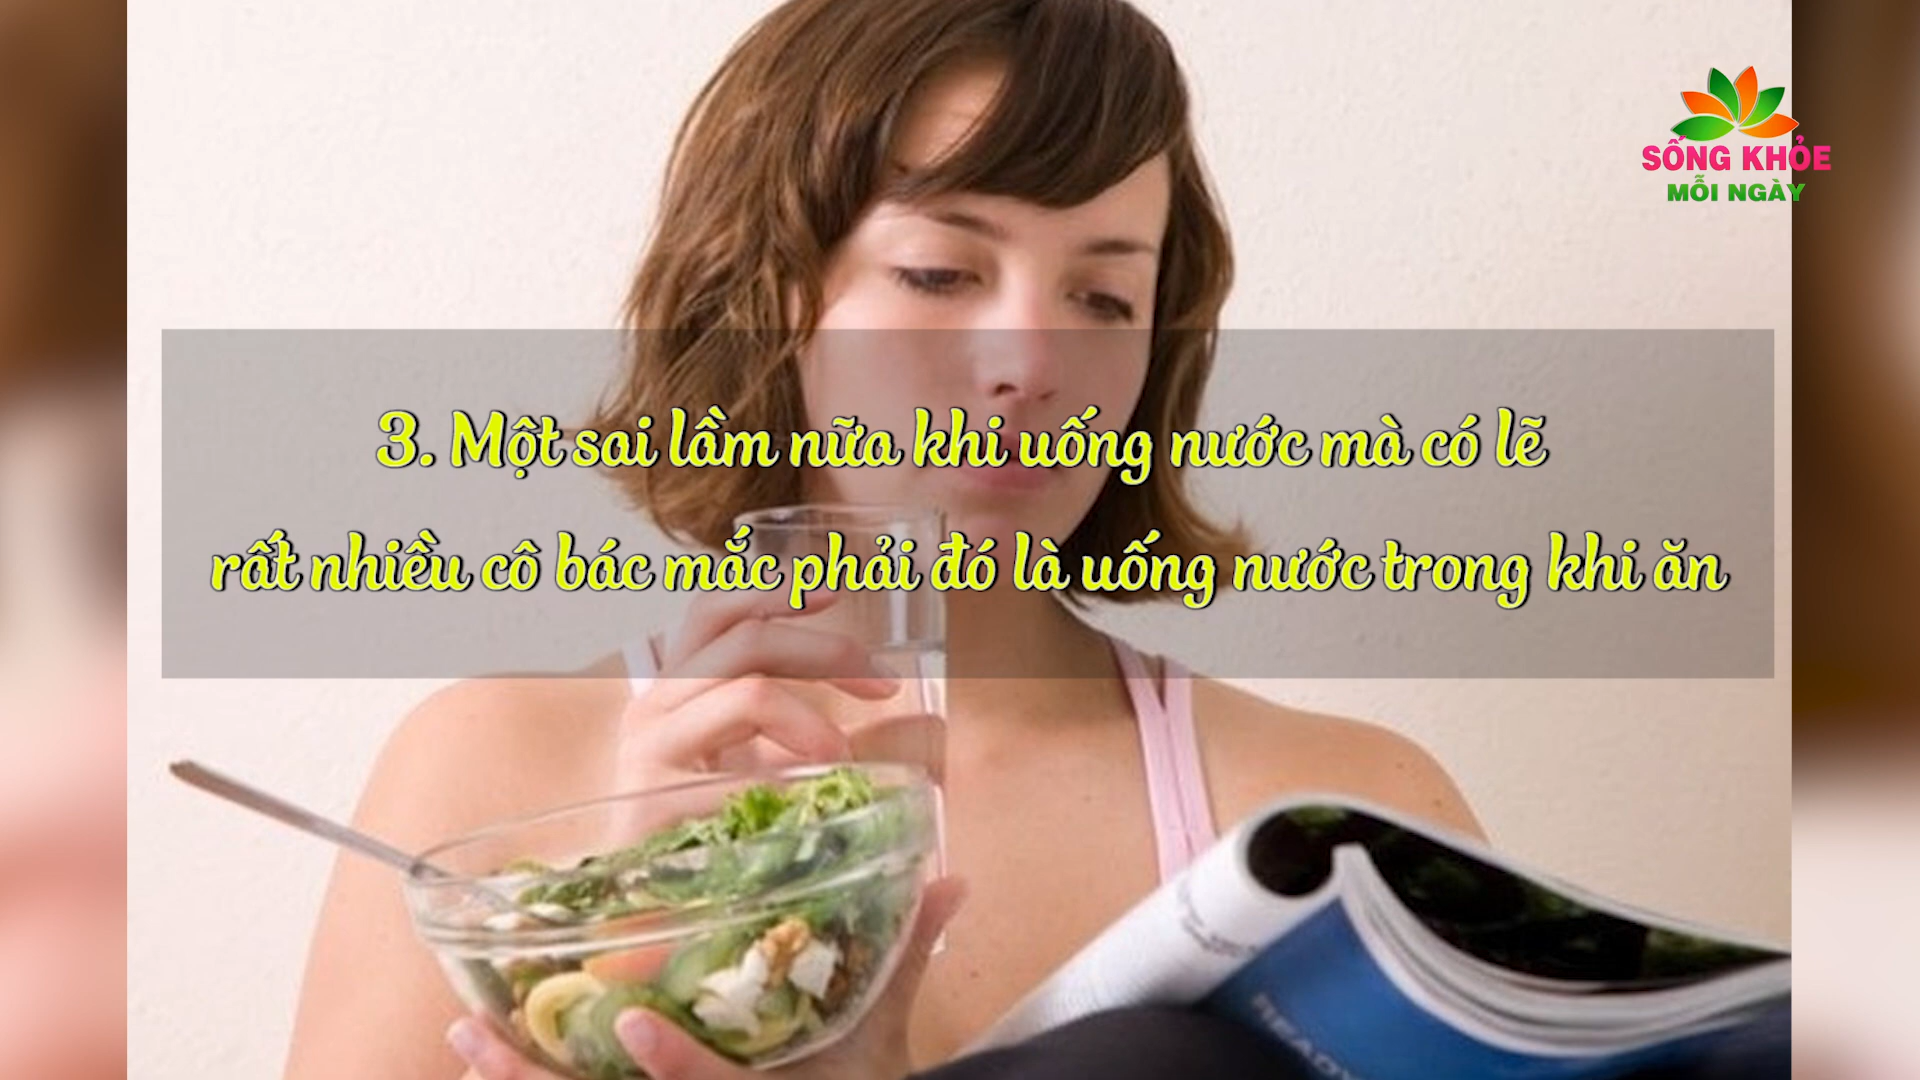 SỐNG KHỎE
MỖI NGÀY
3. Một sai lầm nữa khi uống nước mà có lẽ
rất nhiều cô bác mắc phải đó là uống nước trong khi ăn